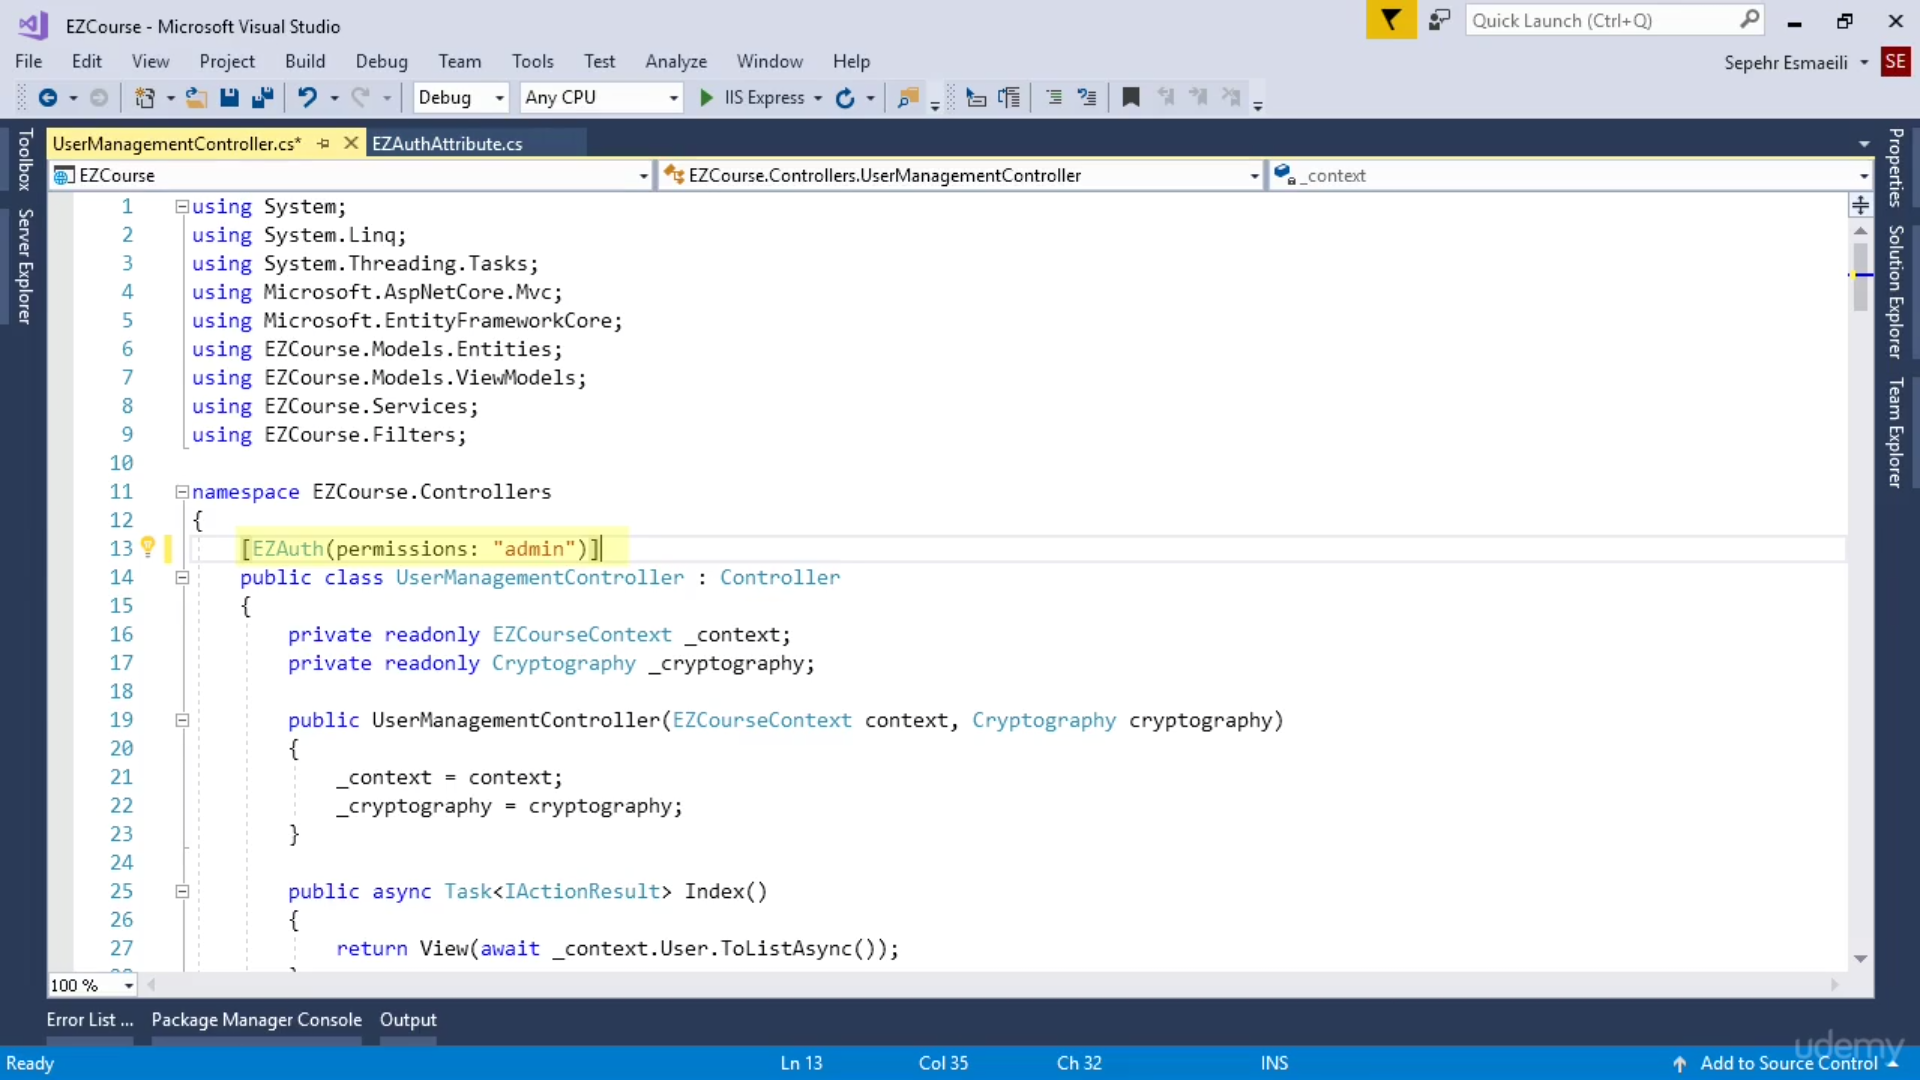 EZCourse - Microsoft Visual Studio
Quick Launch (Ctrl+Q)
File Edit View Project Build Debug Team Tools Test Analyze Window Help
Sepehr Esmaeili SE
Debug Any CPU IIS Express
UserManagementController.cs* EZAuthAttribute.cs
EZCourse EZCourse.Controllers.UserManagementController _context
Toolbox
Server Explorer
Properties
Solution Explorer
Team Explorer
1 using System;
2 using System.Linq;
3 using System.Threading.Tasks;
4 using Microsoft.AspNetCore.Mvc;
5 using Microsoft.EntityFrameworkCore;
6 using EZCourse.Models.Entities;
7 using EZCourse.Models.ViewModels;
8 using EZCourse.Services;
9 using EZCourse.Filters;
10
11 namespace EZCourse.Controllers
12 {
13 [EZAuth(permissions: "admin")]
14 public class UserManagementController : Controller
15 {
16 private readonly EZCourseContext _context;
17 private readonly Cryptography _cryptography;
18
19 public UserManagementController(EZCourseContext context, Cryptography cryptography)
20 {
21 _context = context;
22 _cryptography = cryptography;
23 }
24
25 public async Task<IActionResult> Index()
26 {
27 return View(await _context.User.ToListAsync());
100 %
Error List ... Package Manager Console Output
udemy
Ready Ln 13 Col 35 Ch 32 INS Add to Source Control